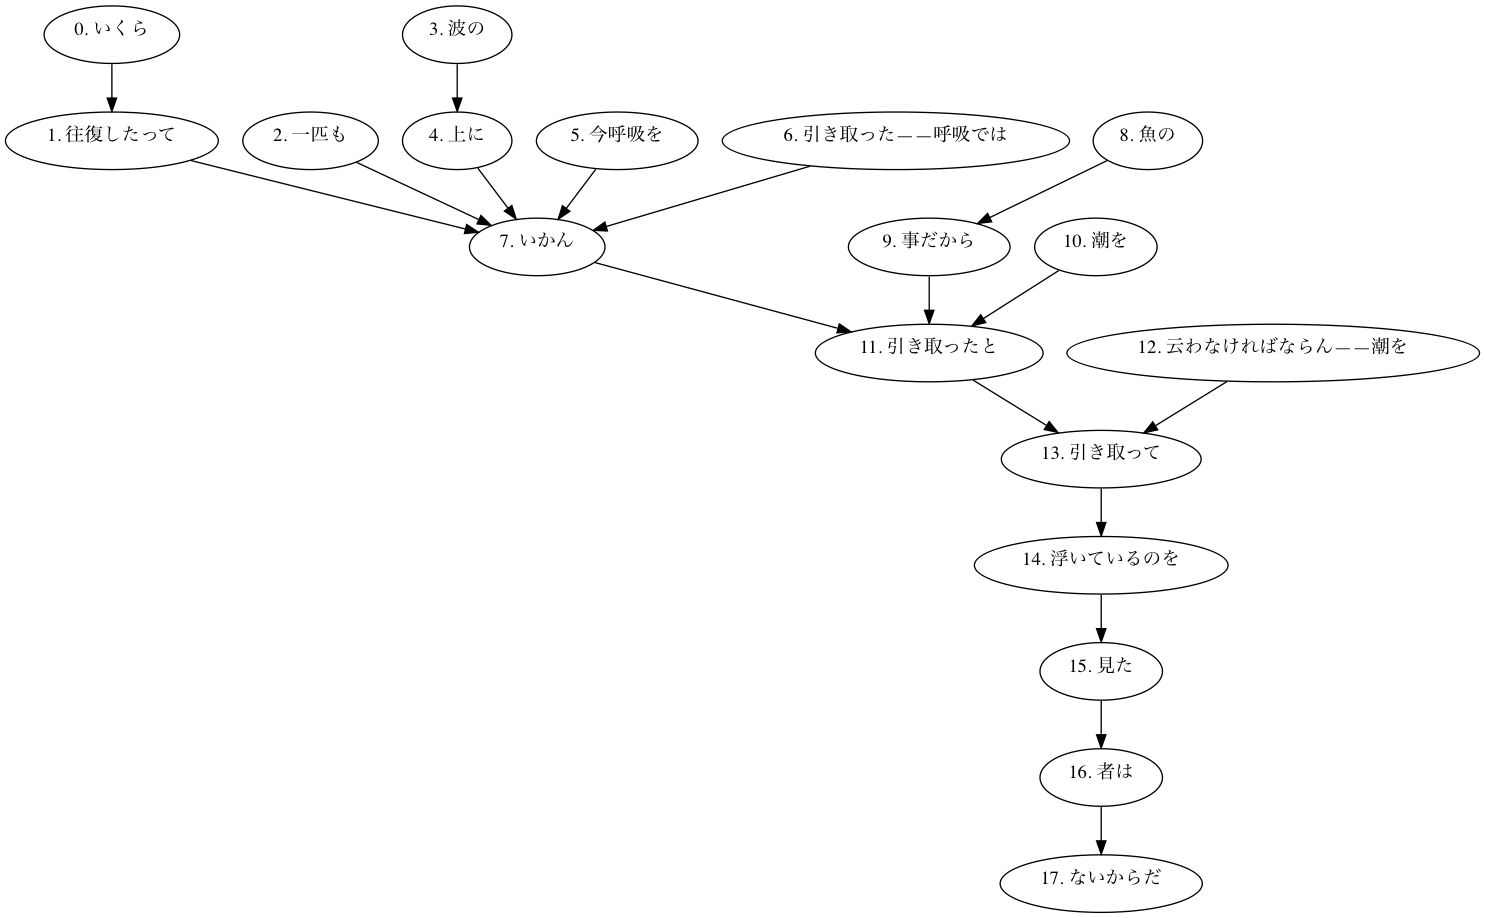 0. いくら
3. 波の
1. 往復したって
2. 一匹も
4. 上に
5. 今呼吸を
6. 引き取った——呼吸では
8. 魚の
7. いかん
9. 事だから
10. 潮を
11. 引き取ったと
12. 云わなければならん——潮を
13. 引き取って
14. 浮いているのを
15. 見た
16. 者は
17. ないからだ